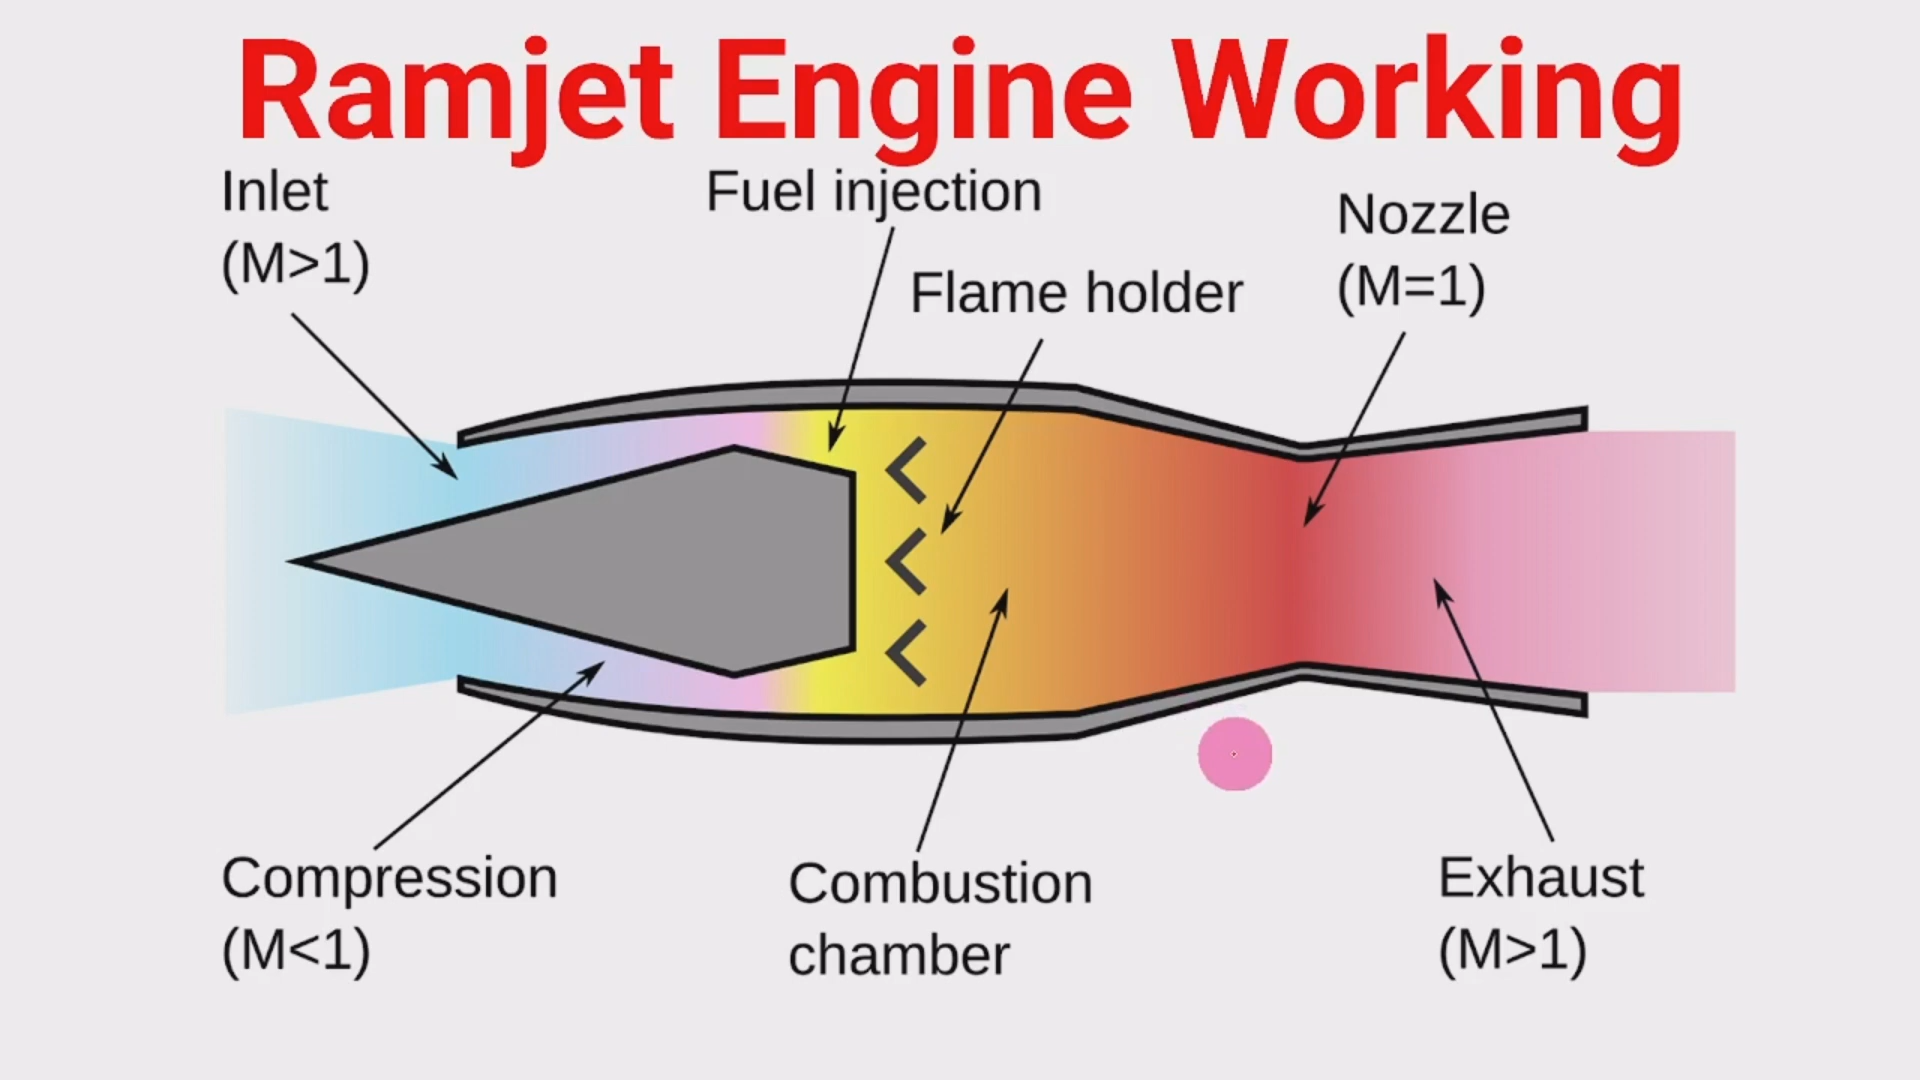 Ramjet Engine Working
Inlet
(M>1)
Fuel injection
Flame holder
Nozzle
(M=1)
Compression
(M<1)
Combustion
chamber
Exhaust
(M>1)